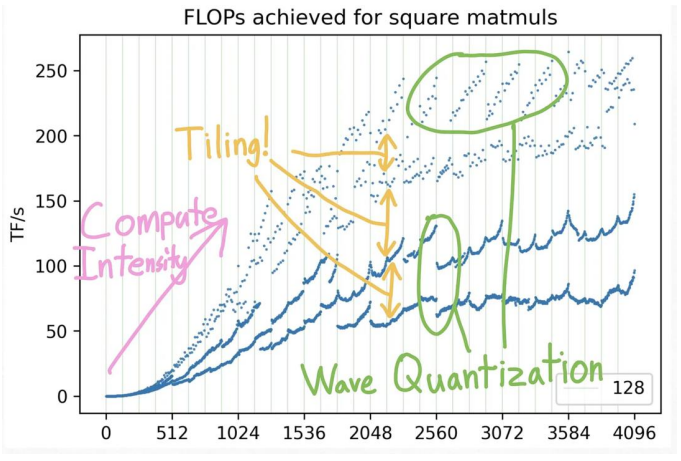 FLOPs achieved for square matmuls
250
200
150
100
50
0
TF/s
Tiling!
Compute
Intensity
Wave Quantization
128
0 512 1024 1536 2048 2560 3072 3584 4096